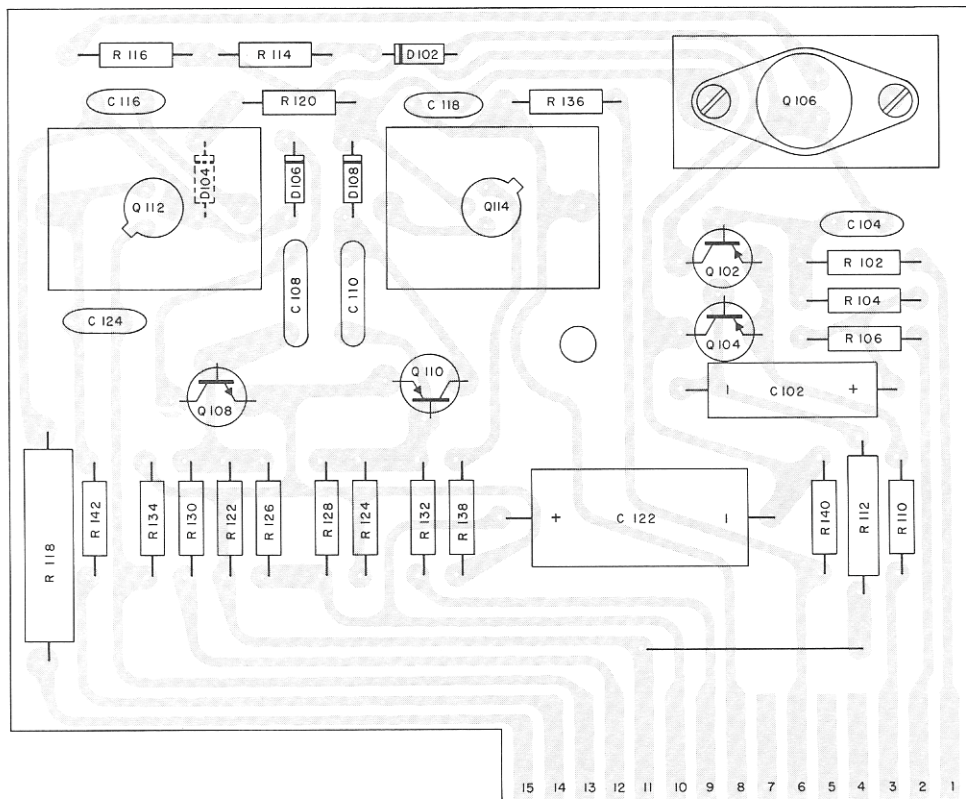 R 116
R 114
D102
C 116
R 120
C 118
R 136
Q 106
D104
D106
D108
Q 112
Q114
C 104
Q 102
R 102
C 108
C 110
R 104
C 124
Q 104
R 106
Q 110
Q 108
I C 102 +
R 118
R 142
R 134
R 130
R 122
R 126
R 128
R 124
R 132
R 138
+ C 122 I
R 140
R 112
R 110
15 14 13 12 11 10 9 8 7 6 5 4 3 2 1